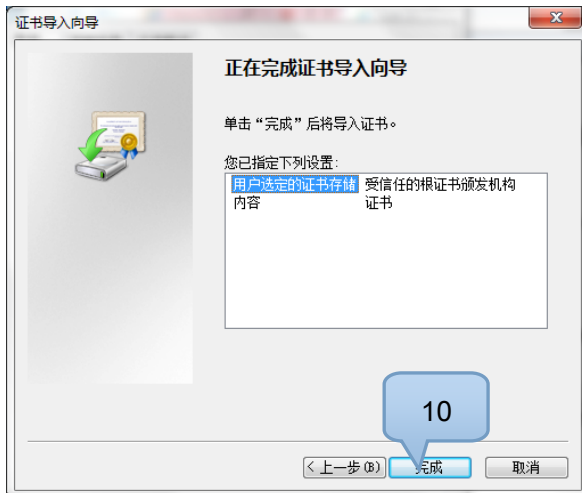 证书导入向导
正在完成证书导入向导
单击“完成”后将导入证书。
您已指定下列设置:
用户选定的证书存储 受信任的根证书颁发机构
内容 证书
10
< 上一步(B) 完成 取消